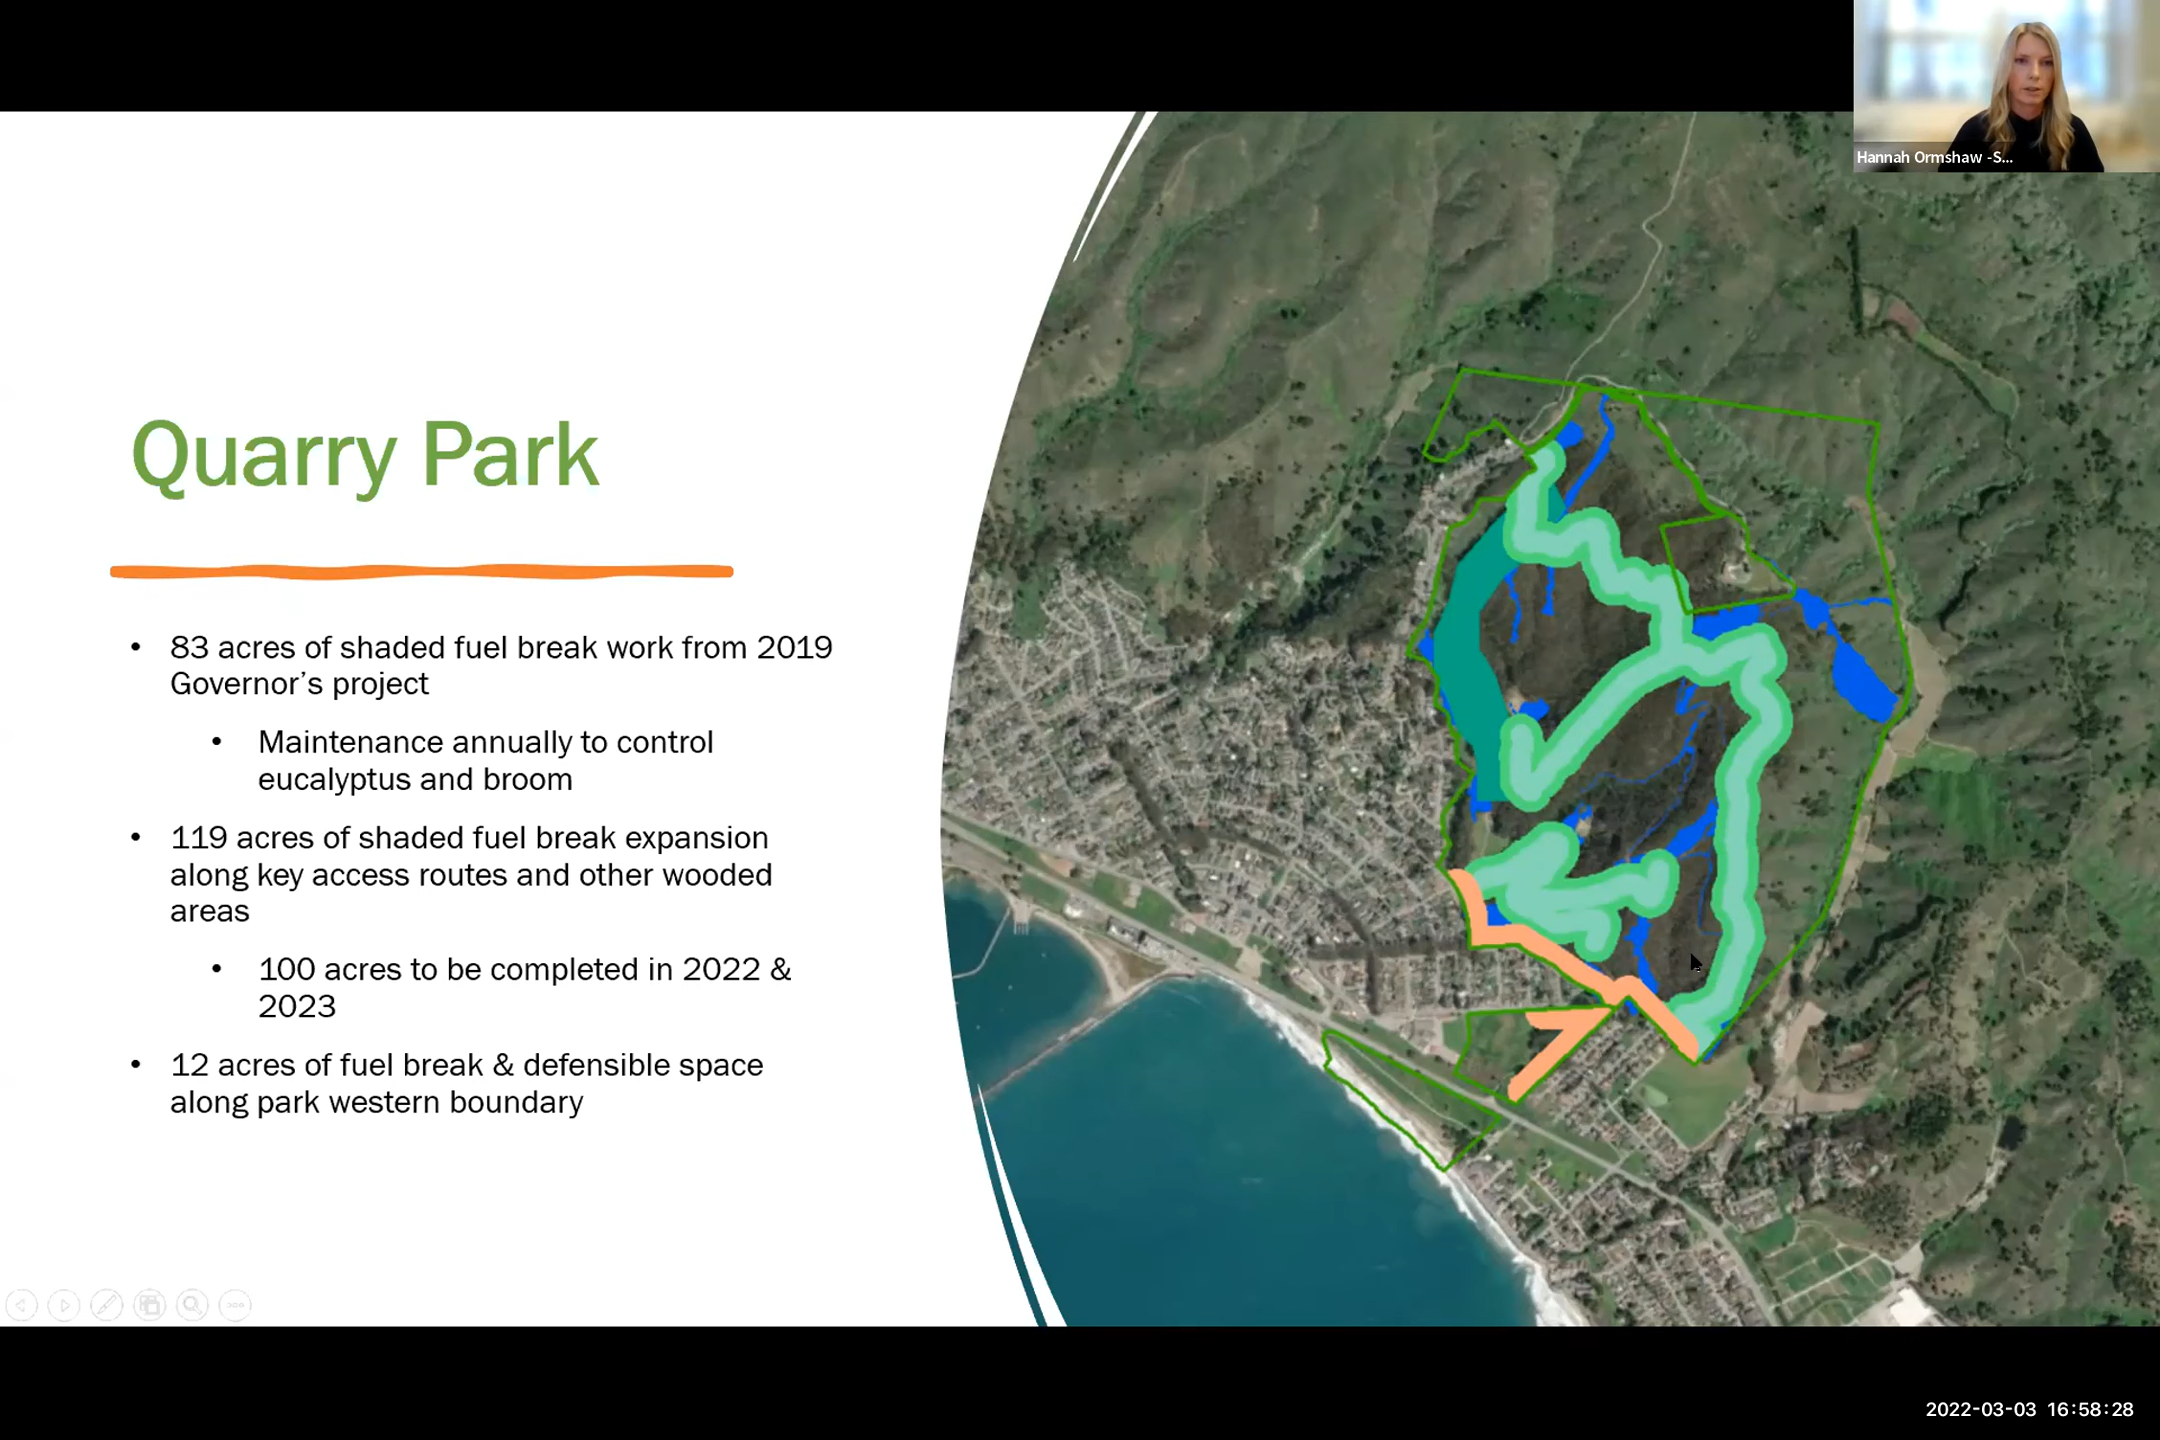 Hannah Ormshaw -S...
Quarry Park
• 83 acres of shaded fuel break work from 2019
Governor’s project
• Maintenance annually to control
eucalyptus and broom
• 119 acres of shaded fuel break expansion
along key access routes and other wooded
areas
• 100 acres to be completed in 2022 &
2023
• 12 acres of fuel break & defensible space
along park western boundary
2022-03-03 16:58:28